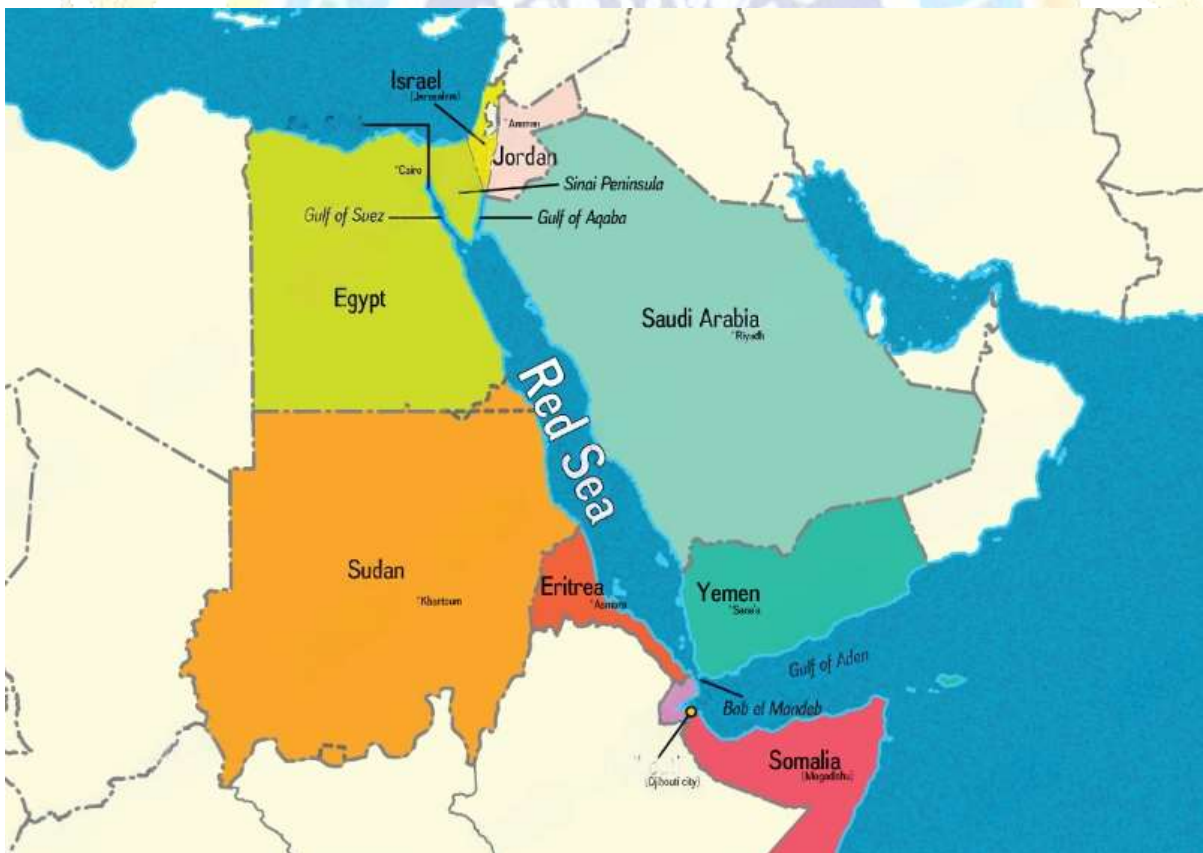 Israel
(Jerusalem)
°Amman
Jordan
°Cairo
Sinai Peninsula
Gulf of Suez
Gulf of Aqaba
Egypt
Saudi Arabia
°Riyadh
Red Sea
Sudan
°Khartoum
Eritrea
°Asmara
Yemen
°Sana'a
Gulf of Aden
Bab el Mandeb
Somalia
(Mogadishu)
(Djibouti city)